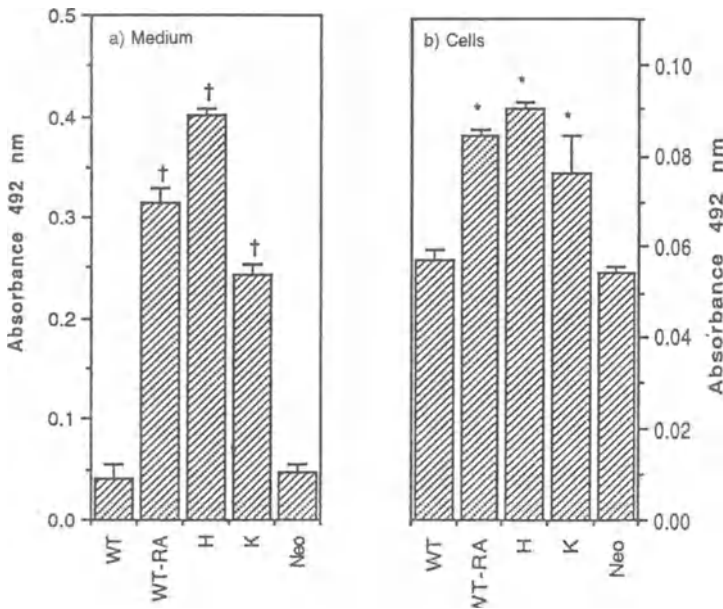 a) Medium
Absorbance 492 nm
0.5
0.4
0.3
0.2
0.1
0.0
†
†
†
WT
WT-RA
H
K
Neo
b) Cells
*
*
*
0.10
0.08
0.06
0.04
0.02
0.00
Absorbance 492 nm
WT
WT-RA
H
K
Neo